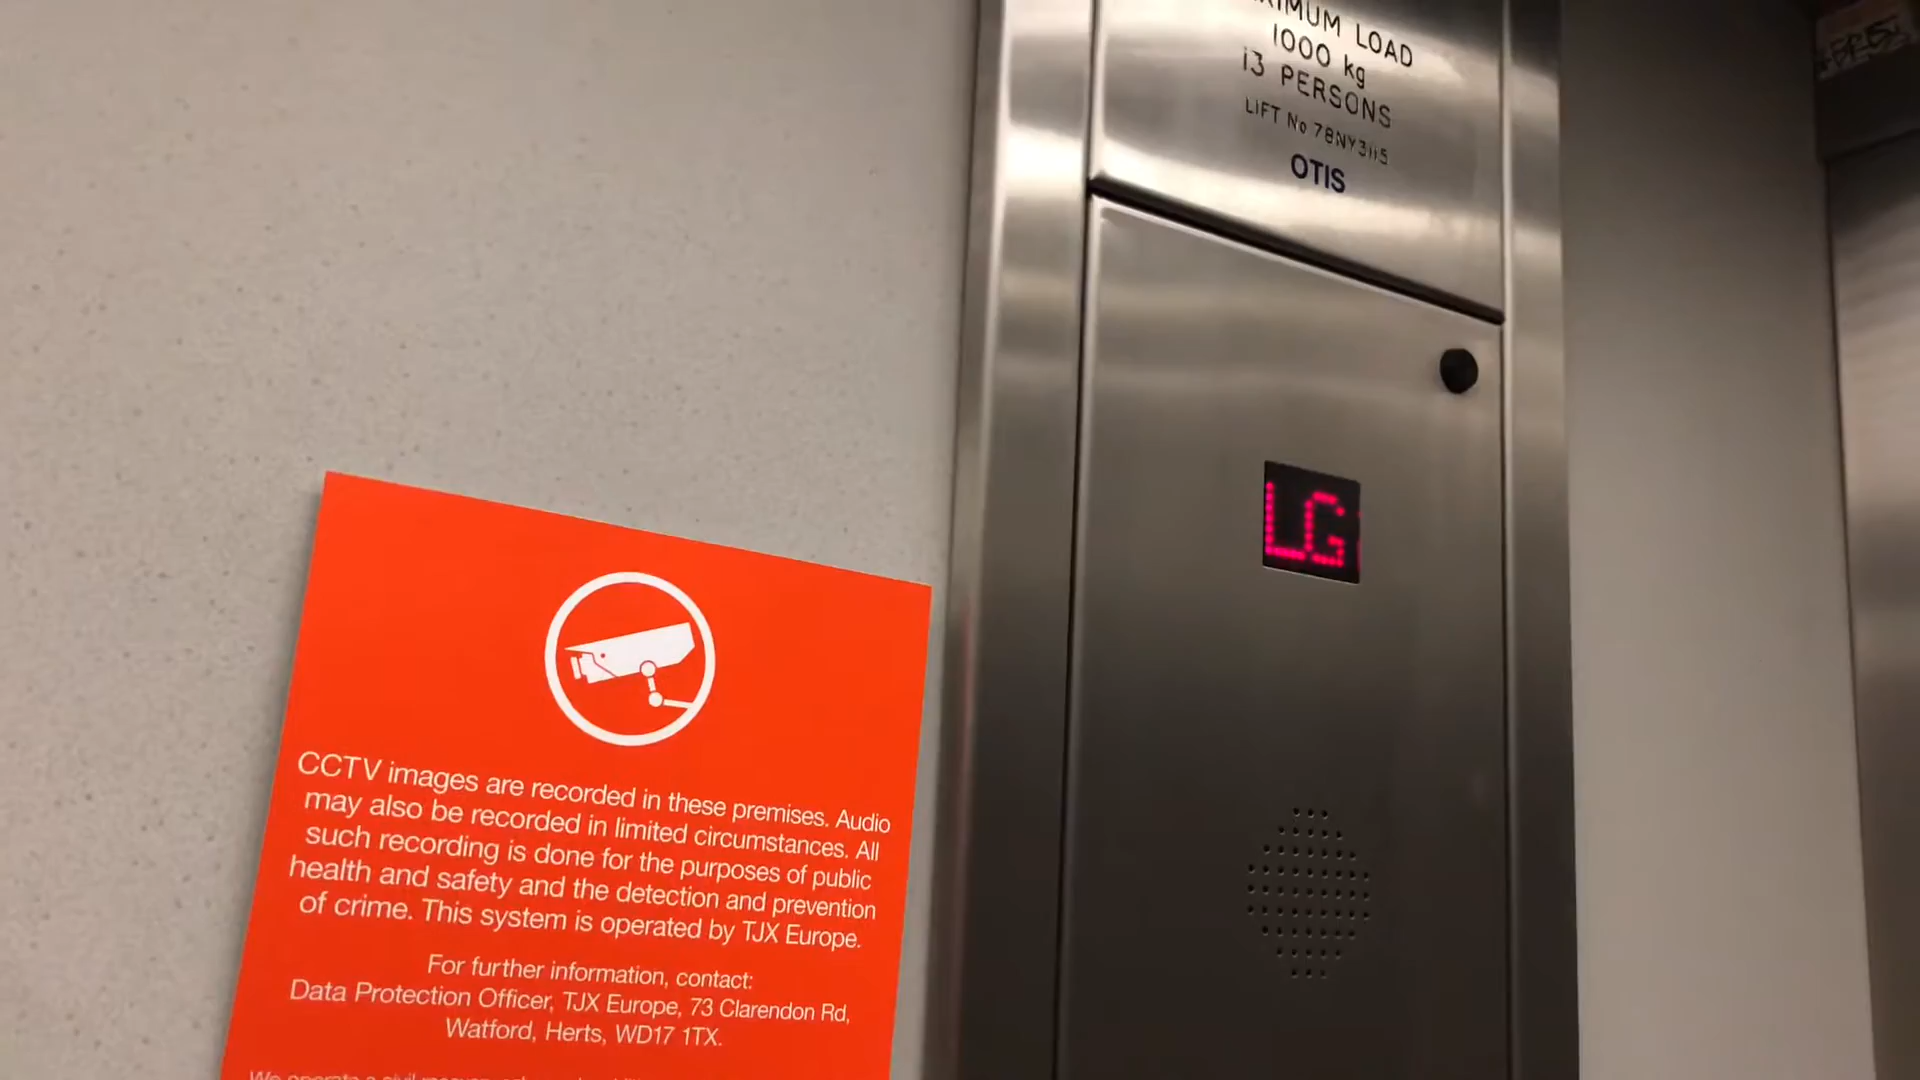 LOAD
1000 kg
13 PERSONS
LIFT No 78NY3115
OTIS
LG
CCTV images are recorded in these premises. Audio
may also be recorded in limited circumstances. All
such recording is done for the purposes of public
health and safety and the detection and prevention
of crime. This system is operated by TJX Europe.
For further information, contact:
Data Protection Officer, TJX Europe, 73 Clarendon Rd,
Watford, Herts, WD17 1TX.
We operate a civil